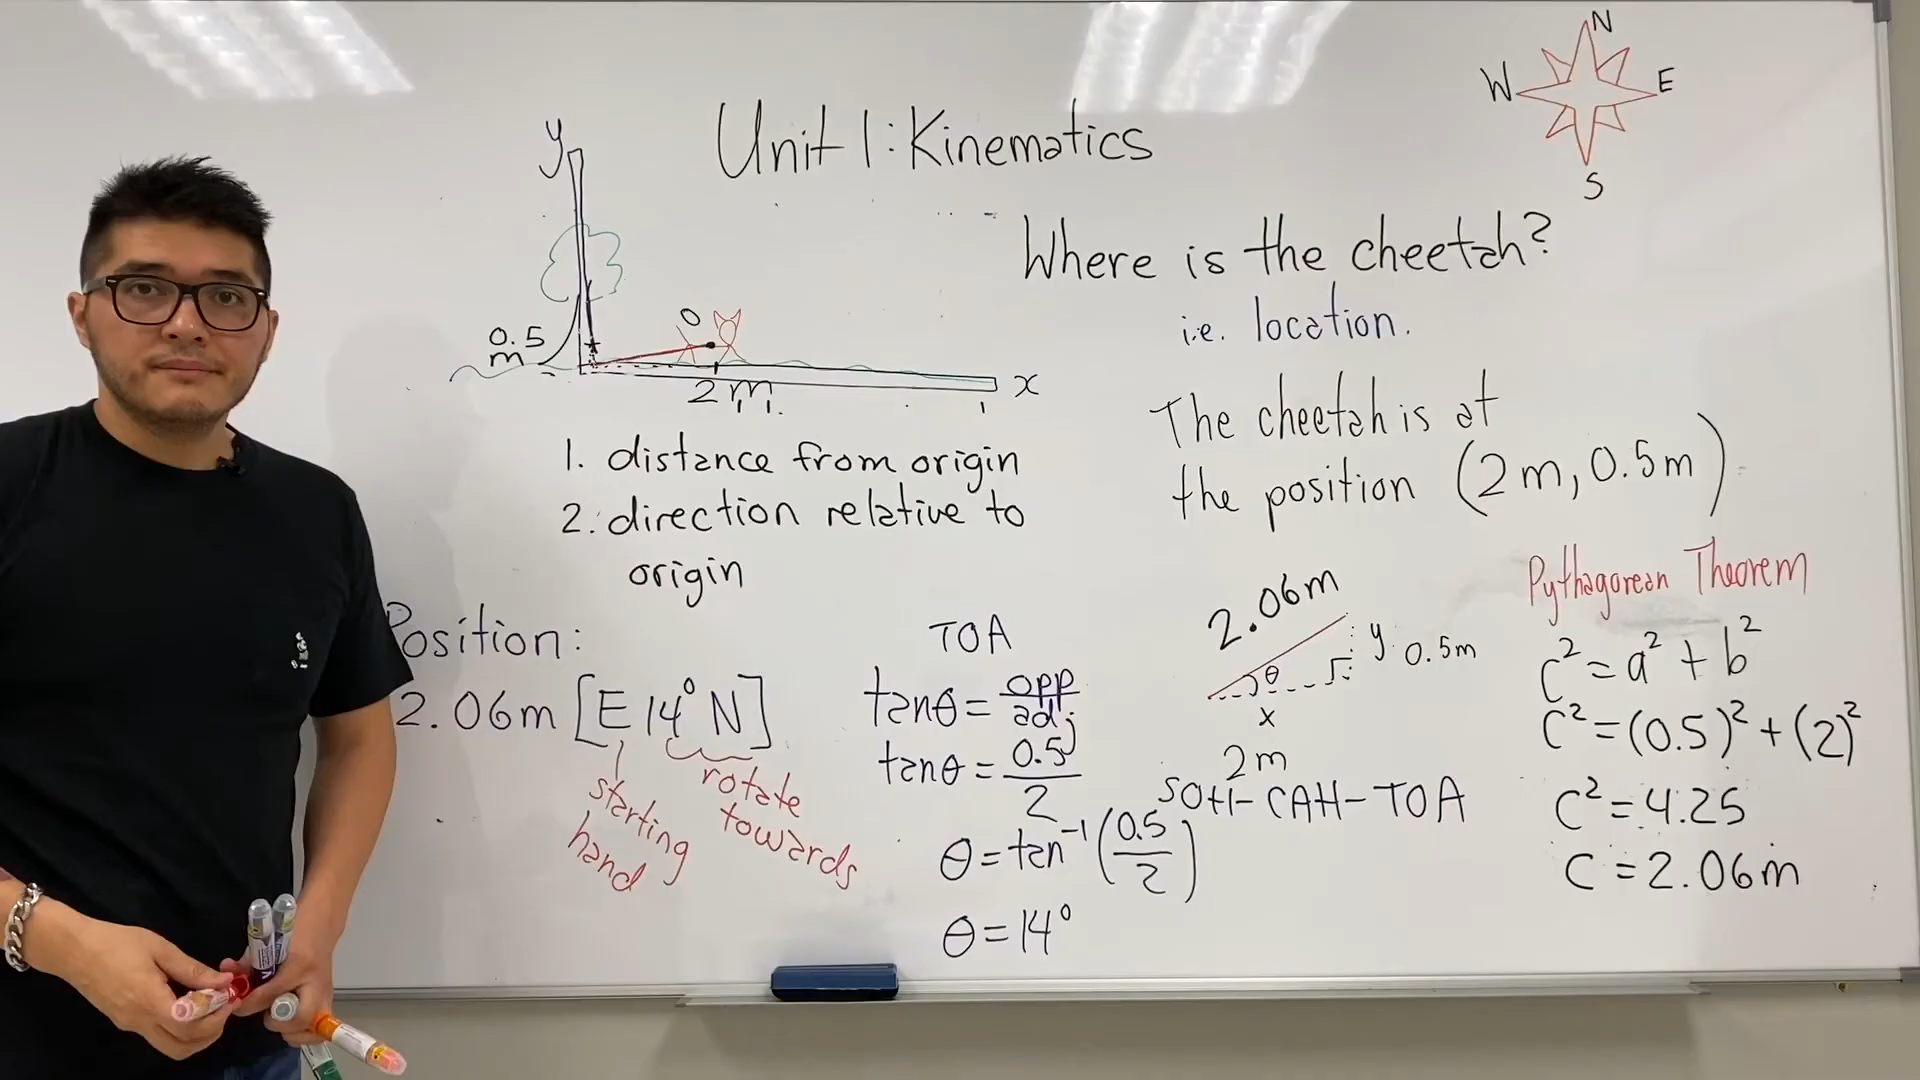 N
W E
S
Unit 1: Kinematics
y
0.5
m
2m
x
Where is the cheetah?
i.e. location.
The cheetah is at
the position (2m, 0.5m)
1. distance from origin
2. direction relative to
origin
Position:
2.06m [E 14° N]
starting
hand
rotate
towards
TOA
tanθ = opp/adj
tanθ = 0.5/2
θ = tan⁻¹(0.5/2)
θ = 14°
2.06m
θ
y 0.5m
x
2m
SOH-CAH-TOA
Pythagorean Theorem
c² = a² + b²
c² = (0.5)² + (2)²
c² = 4.25
c = 2.06m